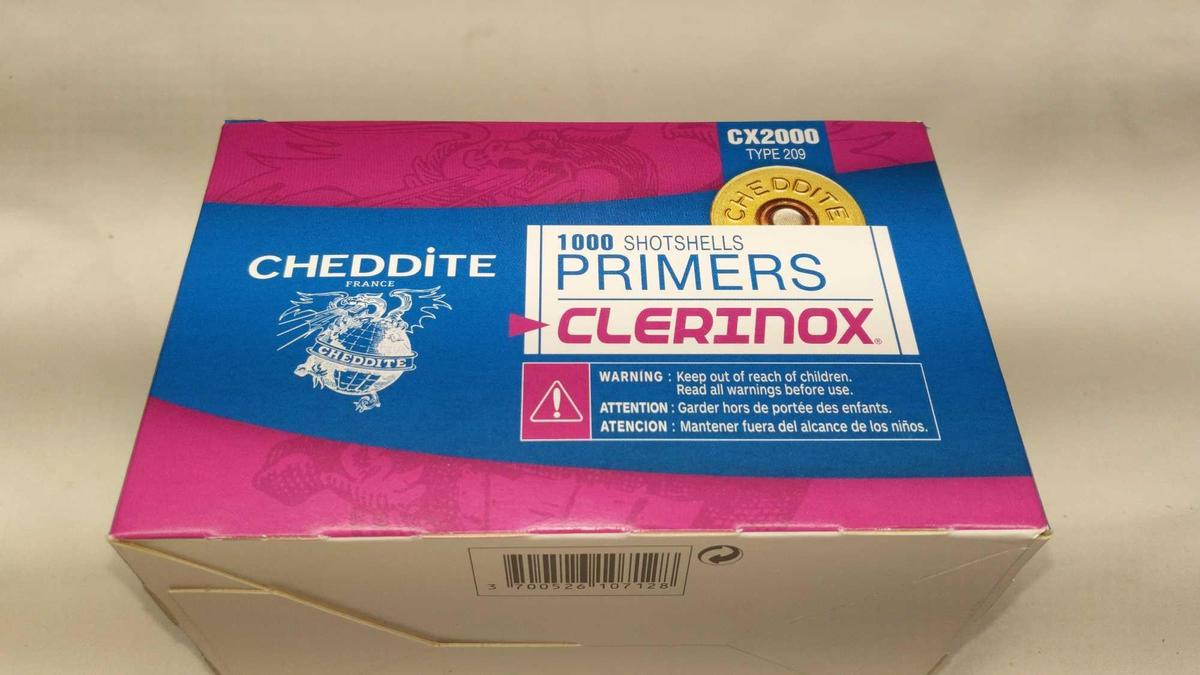 CX2000
TYPE 209
CHEDDITE
1000 SHOTSHELLS
PRIMERS
CLERINOX®
CHEDDİTE
FRANCE
CHEDDITE
WARNING : Keep out of reach of children.
Read all warnings before use.
ATTENTION : Garder hors de portée des enfants.
ATENCION : Mantener fuera del alcance de los niños.
3 700526 107128